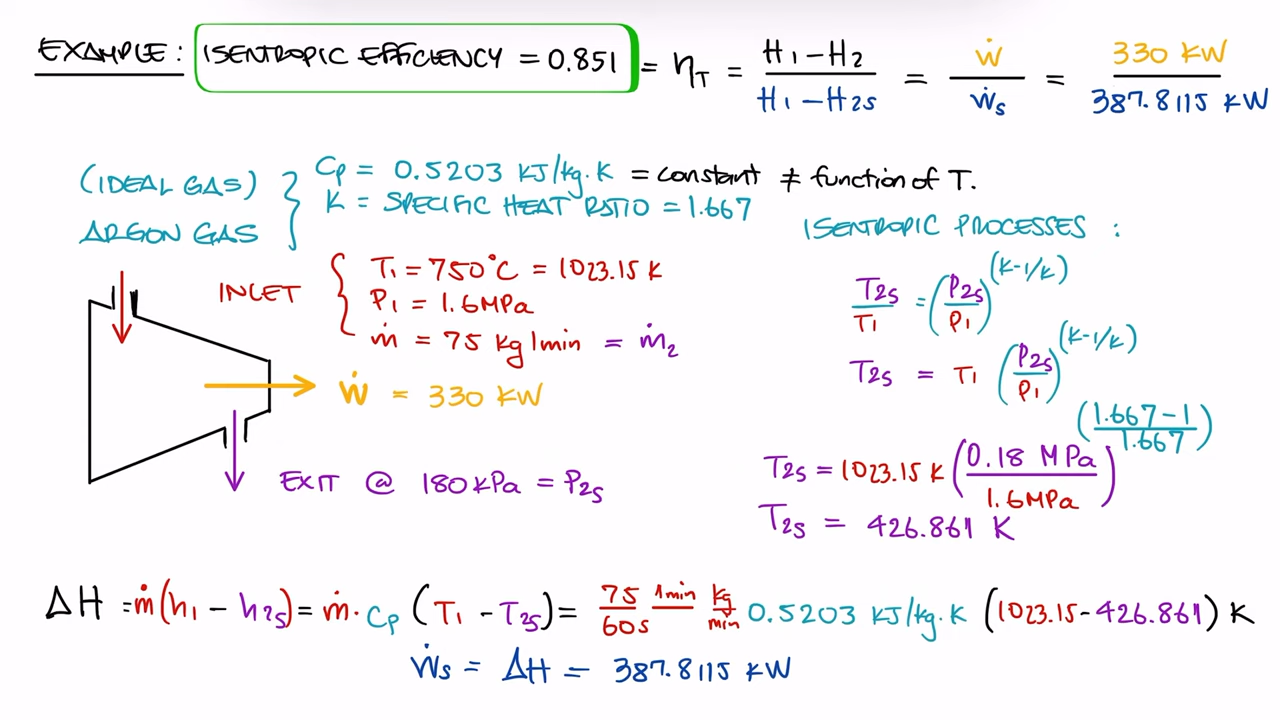 EXAMPLE: ISENTROPIC EFFICIENCY = 0.851 = ηT = (H1 - H2)/(H1 - H2s) = Ẇ/Ẇs = 330 KW/387.8115 KW
(IDEAL GAS)
ARGON GAS
Cp = 0.5203 KJ/kg.K = constant ≠ function of T.
K = SPECIFIC HEAT RATIO = 1.667
ISENTROPIC PROCESSES :
INLET
T1 = 750°C = 1023.15 K
P1 = 1.6MPa
ṁ = 75 kg/min = ṁ2
Ẇ = 330 KW
EXIT @ 180kPa = P2s
T2s/T1 = (P2s/P1)^(K-1/K)
T2s = T1 (P2s/P1)^(K-1/K)
T2s = 1023.15 K (0.18 MPa/1.6MPa)^((1.667-1)/1.667)
T2s = 426.861 K
ΔH = ṁ(h1 - h2s) = ṁ·Cp (T1 - T2s) = 75/60s 1min kg/min 0.5203 KJ/kg.K (1023.15 - 426.861) K
Ẇs = ΔH = 387.8115 KW